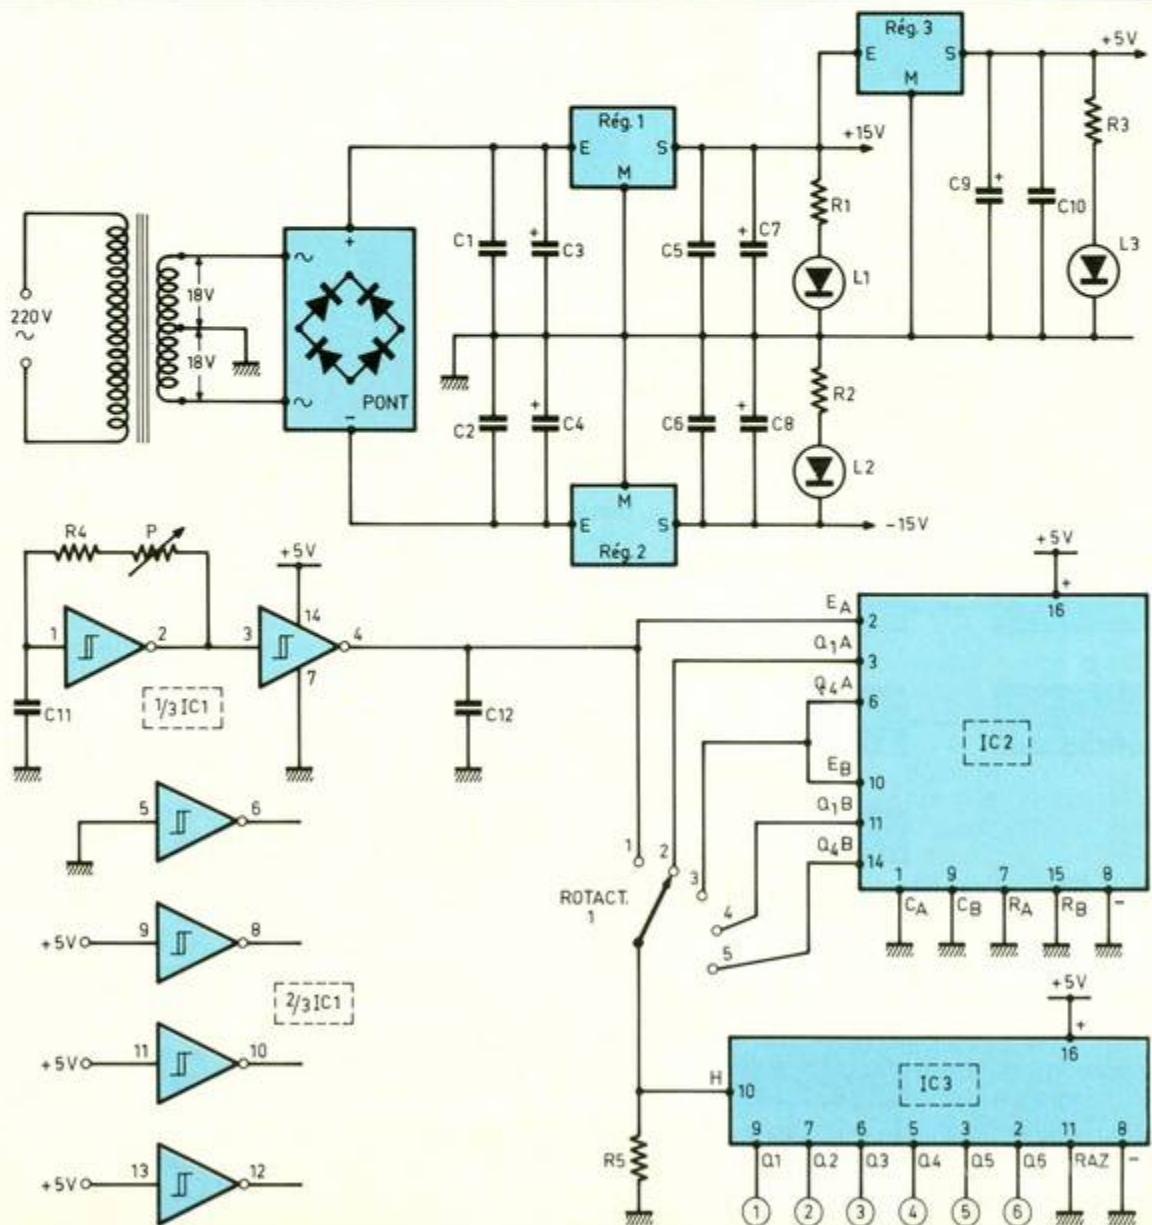 Rég. 3
E S
M
+5V
Rég. 1
E S
M
+15V
R1
L1
C9 +
C10
R3
L3
220 V
~
18V
18V
~
+
PONT
~
-
C1
+ C3
C5
+ C7
C2
+ C4
C6
+ C8
R2
L2
M
E S
Rég. 2
-15V
R4
P
+5V
1
2
3
14
4
7
1/3 IC1
C11
C12
+5V
+
16
EA 2
Q1A 3
Q4A 6
EB 10
Q1B 11
Q4B 14
IC2
1 9 7 15 8
CA CB RA RB -
5 6
+5V 9 8
2/3 IC1
+5V 11 10
+5V 13 12
1
2
3
4
5
ROTACT.
1
R5
+5V
+
16
H 10
IC3
9 7 6 5 3 2 11 8
Q1 Q2 Q3 Q4 Q5 Q6 RAZ -
1 2 3 4 5 6